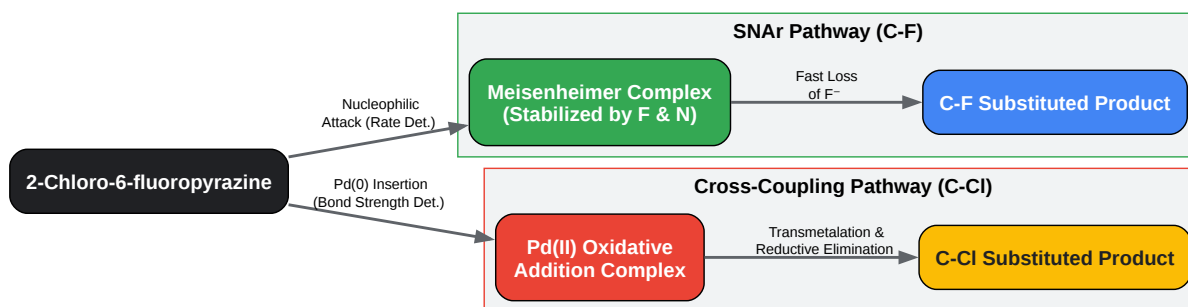 SNAr Pathway (C-F)
Meisenheimer Complex
(Stabilized by F & N)
Fast Loss
of F⁻
C-F Substituted Product
Nucleophilic
Attack (Rate Det.)
2-Chloro-6-fluoropyrazine
Pd(0) Insertion
(Bond Strength Det.)
Cross-Coupling Pathway (C-Cl)
Pd(II) Oxidative
Addition Complex
Transmetalation &
Reductive Elimination
C-Cl Substituted Product